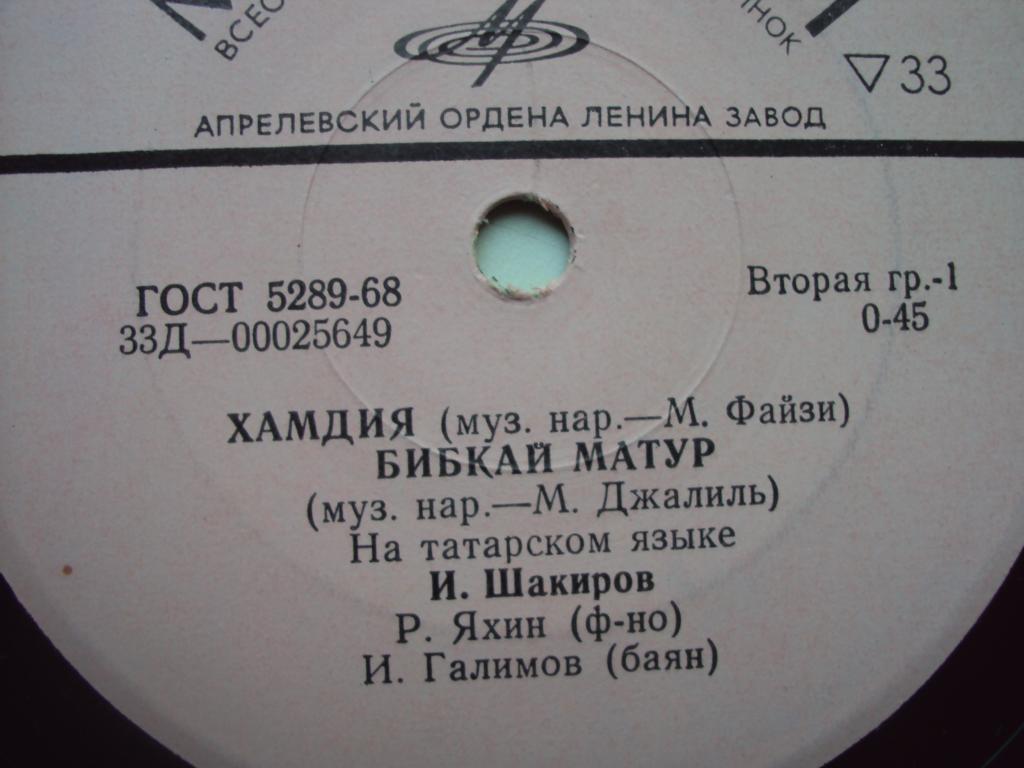 ▽33
АПРЕЛЕВСКИЙ ОРДЕНА ЛЕНИНА ЗАВОД
ГОСТ 5289-68
33Д—00025649
Вторая гр.-1
0-45
ХАМДИЯ (муз. нар.—М. Файзи)
БИБКАЙ МАТУР
(муз. нар.—М. Джалиль)
На татарском языке
И. Шакиров
Р. Яхин (ф-но)
И. Галимов (баян)